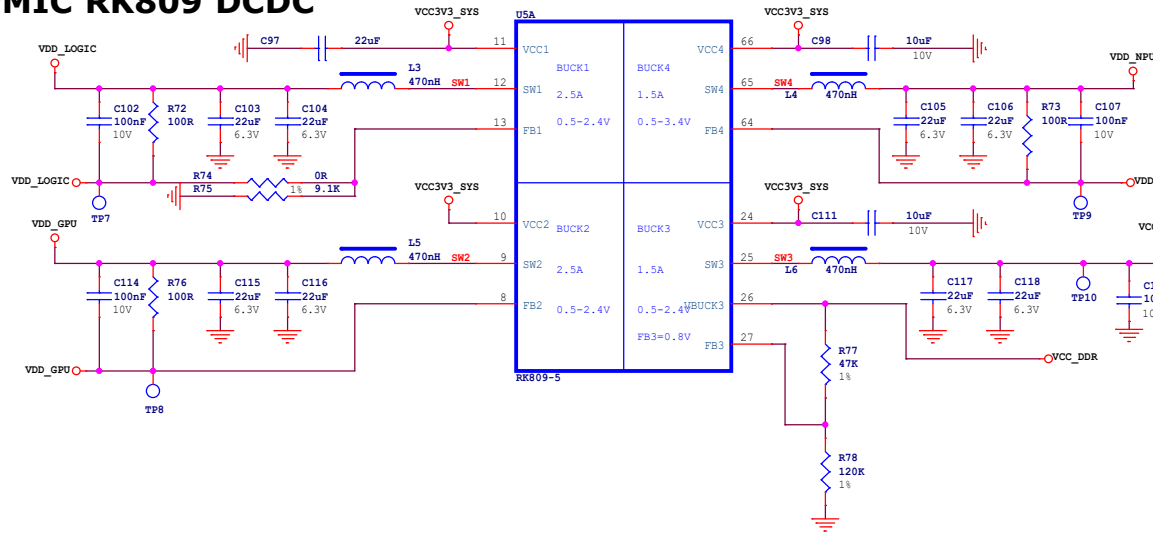 MIC RK809 DCDC
VCC3V3_SYS
U5A
VCC3V3_SYS
VDD_LOGIC
C97
22uF
11
VCC1
VCC4
66
C98
10uF
10V
VDD_NPU
L3
470nH
SW1
12
SW1
BUCK1
2.5A
0.5-2.4V
BUCK4
1.5A
0.5-3.4V
SW4
65
SW4
L4
470nH
C102
100nF
10V
R72
100R
C103
22uF
6.3V
C104
22uF
6.3V
13
FB1
FB4
64
C105
22uF
6.3V
C106
22uF
6.3V
R73
100R
C107
100nF
10V
VDD_LOGIC
TP7
R74
0R
R75
1%
9.1K
VCC3V3_SYS
VCC3V3_SYS
VDD
TP9
VDD_GPU
10
VCC2
VCC3
24
C111
10uF
10V
VC
L5
470nH
SW2
9
SW2
BUCK2
2.5A
0.5-2.4V
BUCK3
1.5A
0.5-2.4V
FB3=0.8V
SW3
25
SW3
L6
470nH
C114
100nF
10V
R76
100R
C115
22uF
6.3V
C116
22uF
6.3V
8
FB2
VBUCK3
26
C117
22uF
6.3V
C118
22uF
6.3V
TP10
C1
10
10
FB3
27
R77
47K
1%
VCC_DDR
VDD_GPU
TP8
RK809-5
R78
120K
1%